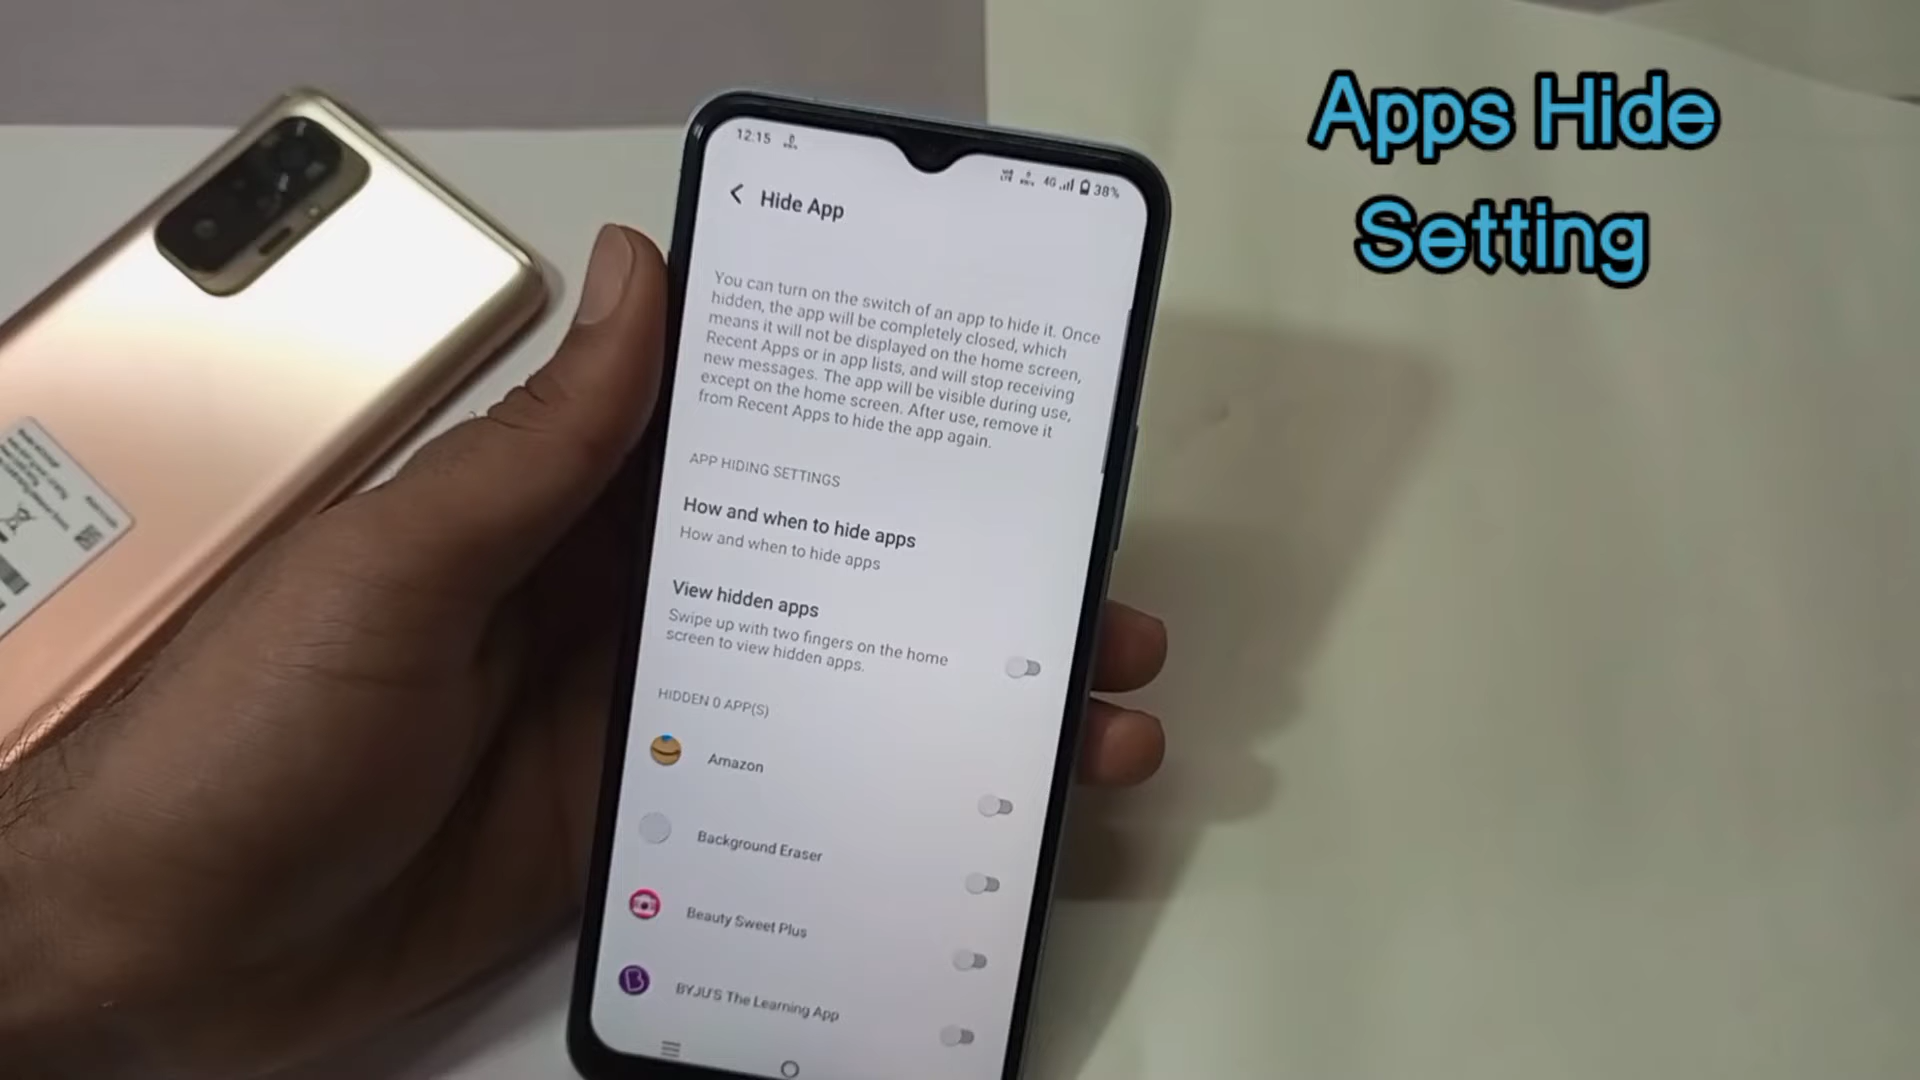 Apps Hide
Setting
12:15
4G
38%
Hide App
You can turn on the switch of an app to hide it. Once
hidden, the app will be completely closed, which
means it will not be displayed on the home screen,
Recent Apps or in app lists, and will stop receiving
new messages. The app will be visible during use,
except on the home screen. After use, remove it
from Recent Apps to hide the app again.
APP HIDING SETTINGS
How and when to hide apps
How and when to hide apps
View hidden apps
Swipe up with two fingers on the home
screen to view hidden apps.
HIDDEN 0 APP(S)
Amazon
Background Eraser
Beauty Sweet Plus
BYJU'S The Learning App